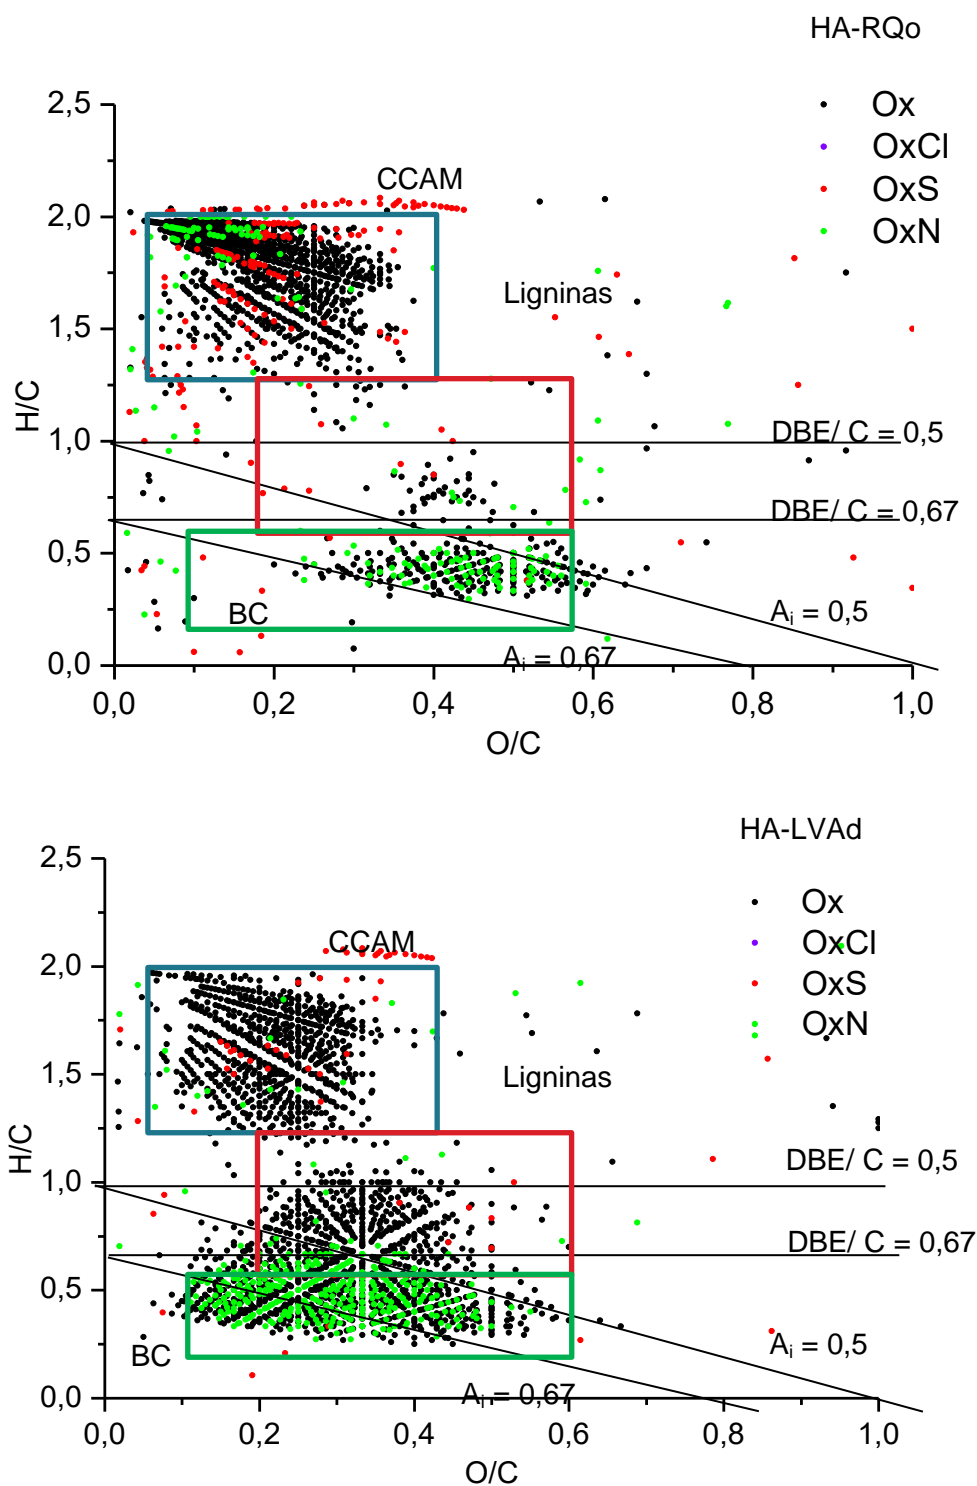 HA-RQo
Ox
OxCl
OxS
OxN
2,5
2,0
1,5
1,0
0,5
0,0
H/C
CCAM
Ligninas
DBE/ C = 0,5
DBE/ C = 0,67
BC
Ai = 0,5
Ai = 0,67
0,0 0,2 0,4 0,6 0,8 1,0
O/C
HA-LVAd
Ox
OxCl
OxS
OxN
2,5
2,0
1,5
1,0
0,5
0,0
H/C
CCAM
Ligninas
DBE/ C = 0,5
DBE/ C = 0,67
BC
Ai = 0,5
Ai = 0,67
0,0 0,2 0,4 0,6 0,8 1,0
O/C